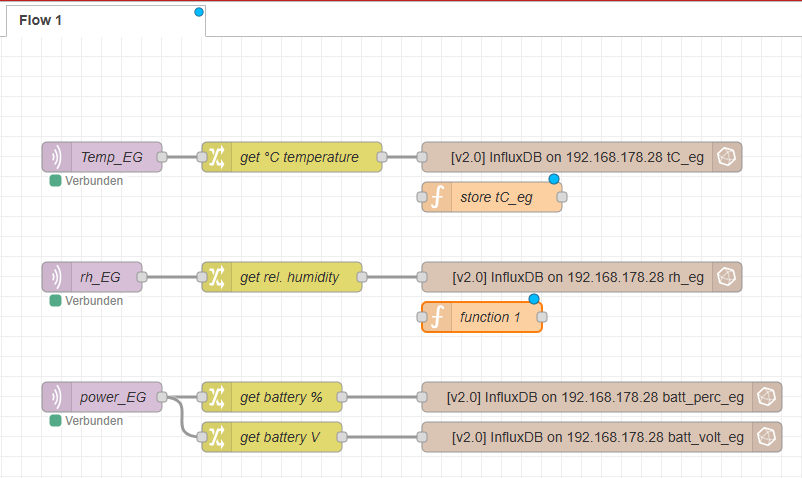 Flow 1
Temp_EG
get °C temperature
[v2.0] InfluxDB on 192.168.178.28 tC_eg
Verbunden
store tC_eg
rh_EG
get rel. humidity
[v2.0] InfluxDB on 192.168.178.28 rh_eg
Verbunden
function 1
power_EG
get battery %
[v2.0] InfluxDB on 192.168.178.28 batt_perc_eg
Verbunden
get battery V
[v2.0] InfluxDB on 192.168.178.28 batt_volt_eg